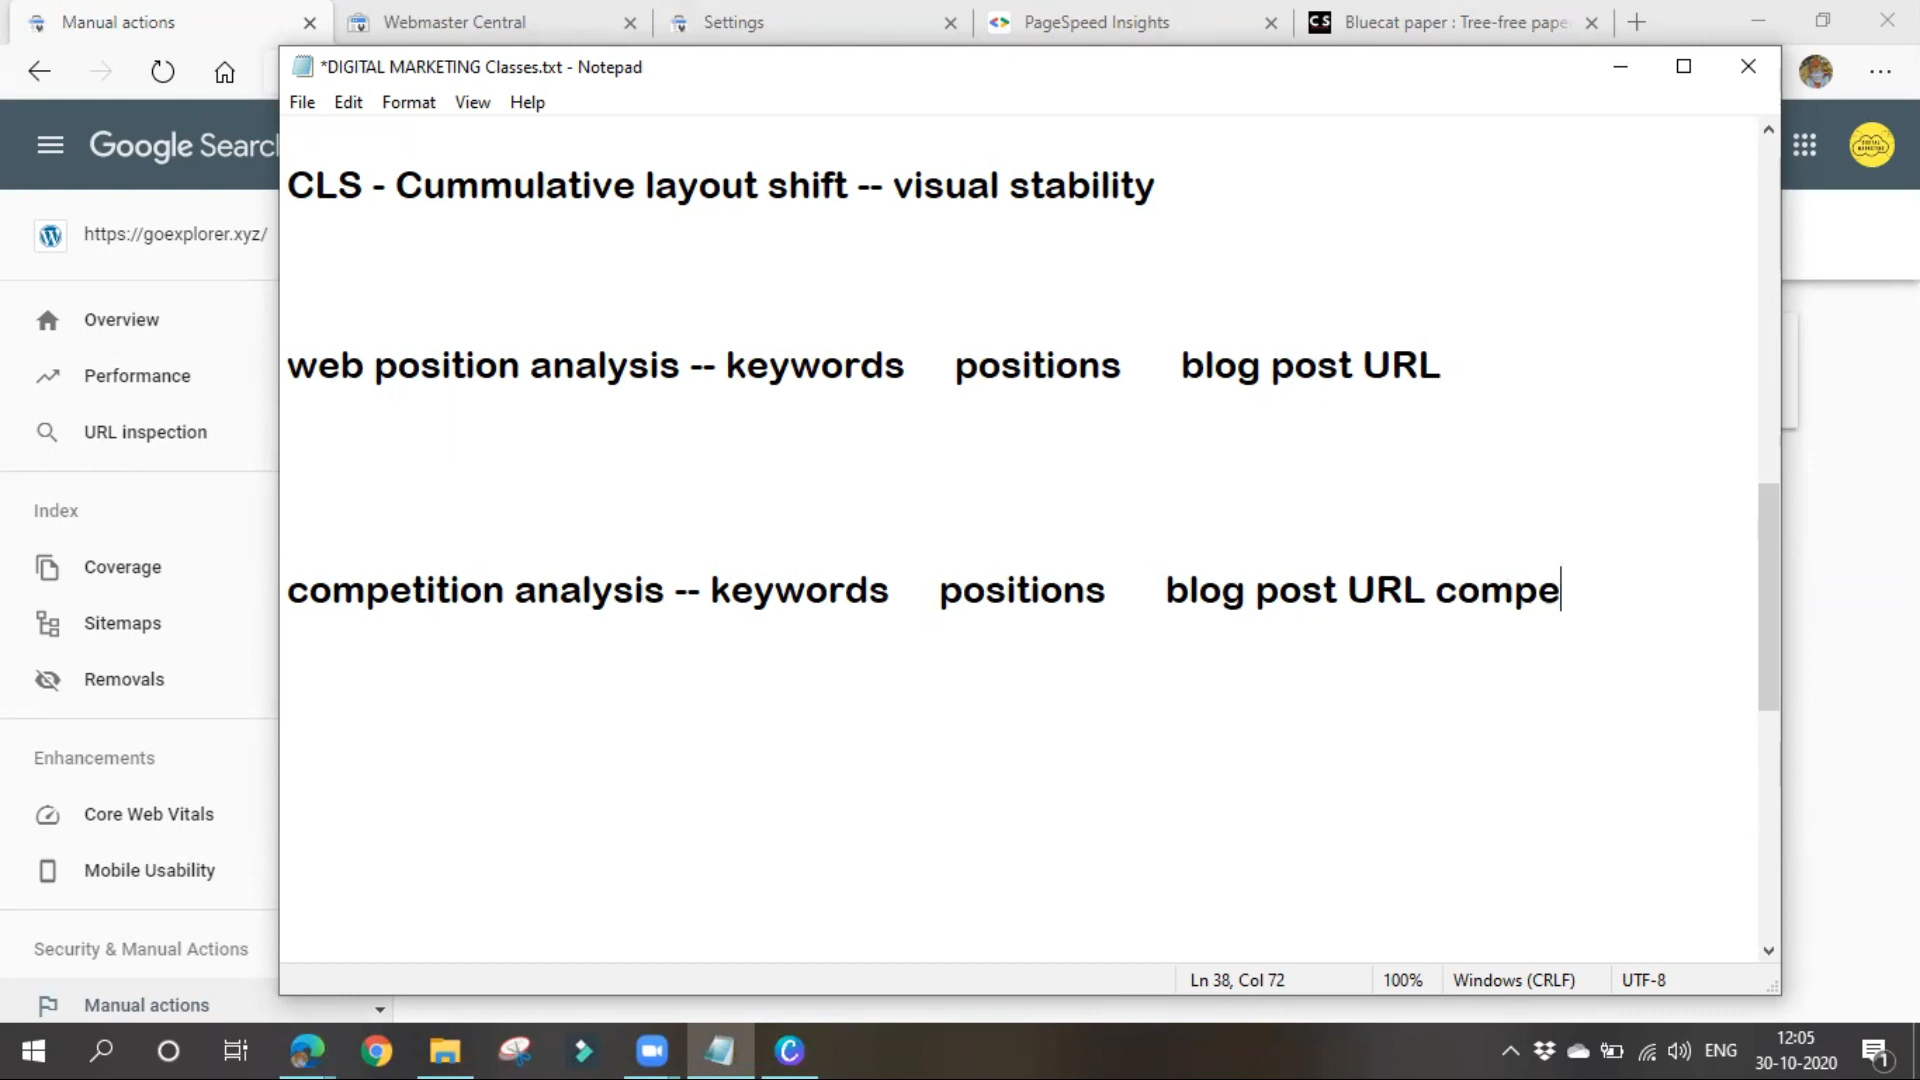 Manual actions
Webmaster Central
Settings
PageSpeed Insights
CS Bluecat paper : Tree-free pape
*DIGITAL MARKETING Classes.txt - Notepad
File Edit Format View Help
Google Searc
https://goexplorer.xyz/
Overview
Performance
URL inspection
Index
Coverage
Sitemaps
Removals
Enhancements
Core Web Vitals
Mobile Usability
Security & Manual Actions
Manual actions
CLS - Cummulative layout shift -- visual stability
web position analysis -- keywords positions blog post URL
competition analysis -- keywords positions blog post URL compe
Ln 38, Col 72 100% Windows (CRLF) UTF-8
ENG
12:05
30-10-2020
1